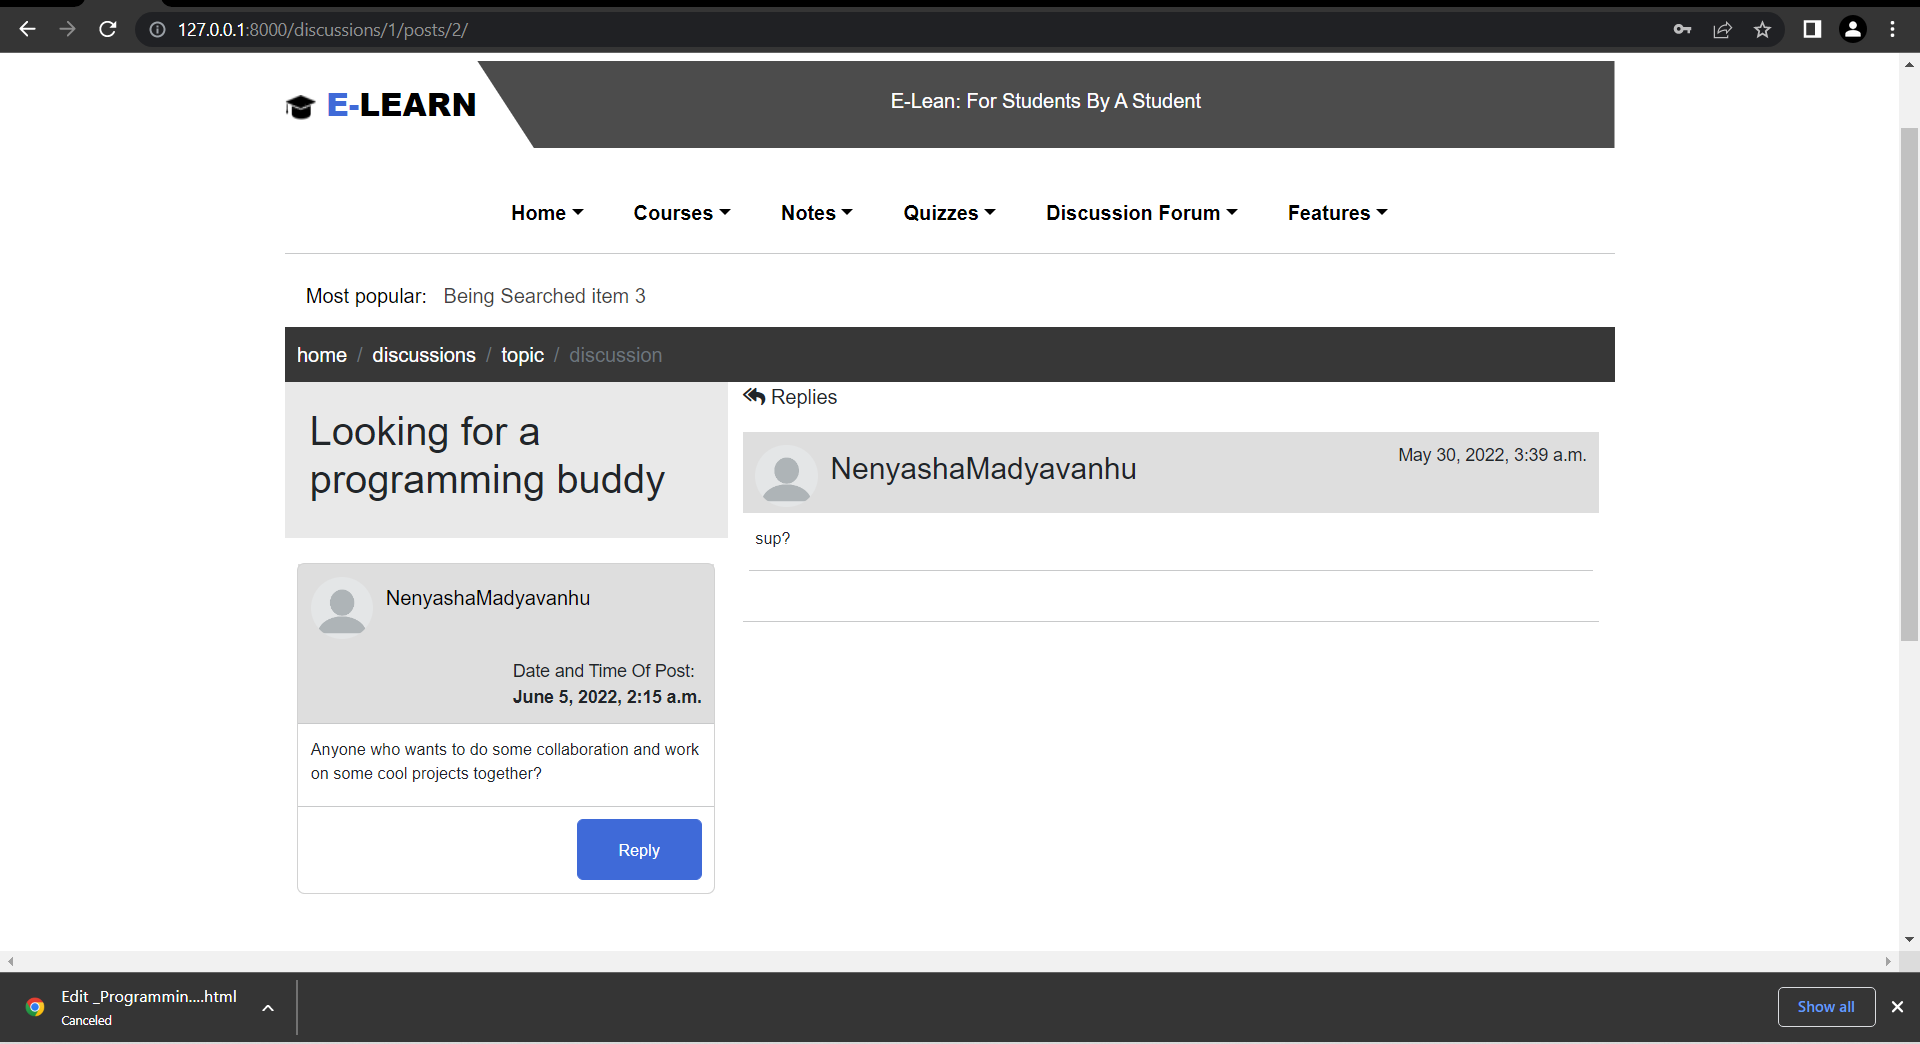 127.0.0.1:8000/discussions/1/posts/2/
E-LEARN
E-Lean: For Students By A Student
Home Courses Notes Quizzes Discussion Forum Features
Most popular: Being Searched item 3
home / discussions / topic / discussion
Looking for a
programming buddy
NenyashaMadyavanhu
Date and Time Of Post:
June 5, 2022, 2:15 a.m.
Anyone who wants to do some collaboration and work
on some cool projects together?
Reply
Replies
NenyashaMadyavanhu
May 30, 2022, 3:39 a.m.
sup?
Edit _Programmin....html
Canceled
Show all